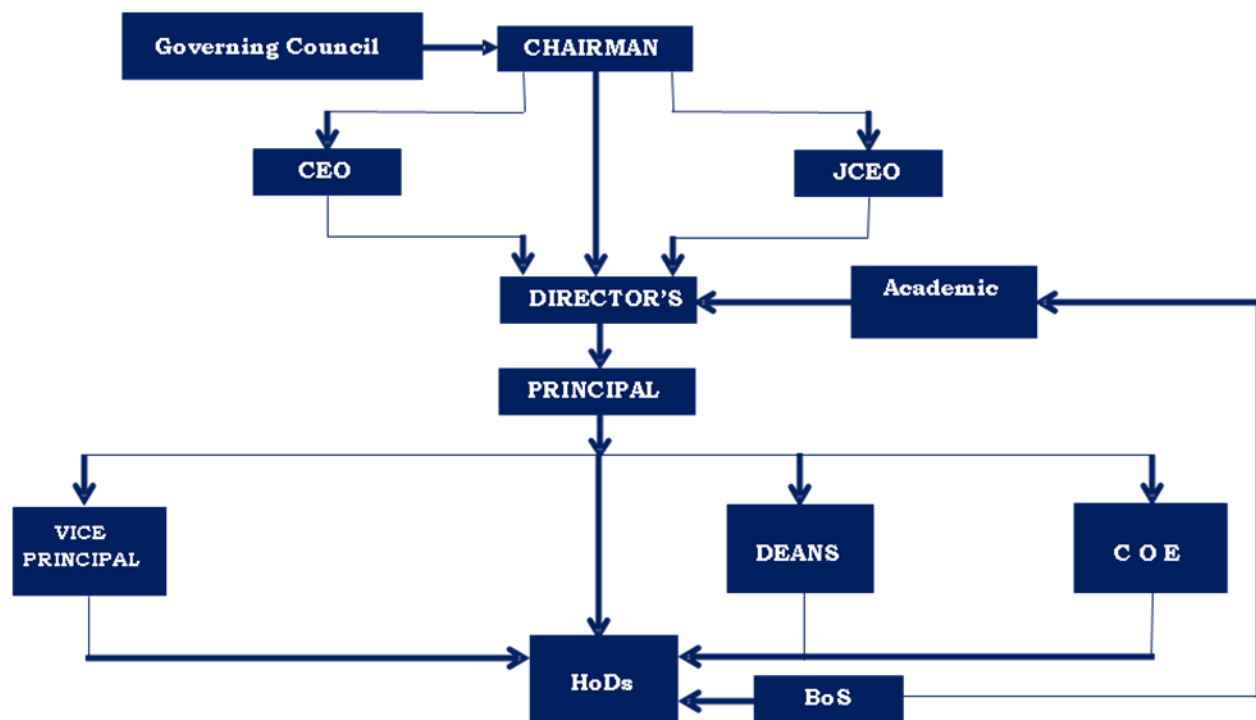 Governing Council
CHAIRMAN
CEO
JCEO
DIRECTOR’S
Academic
PRINCIPAL
VICE
PRINCIPAL
DEANS
C O E
HoDs
BoS